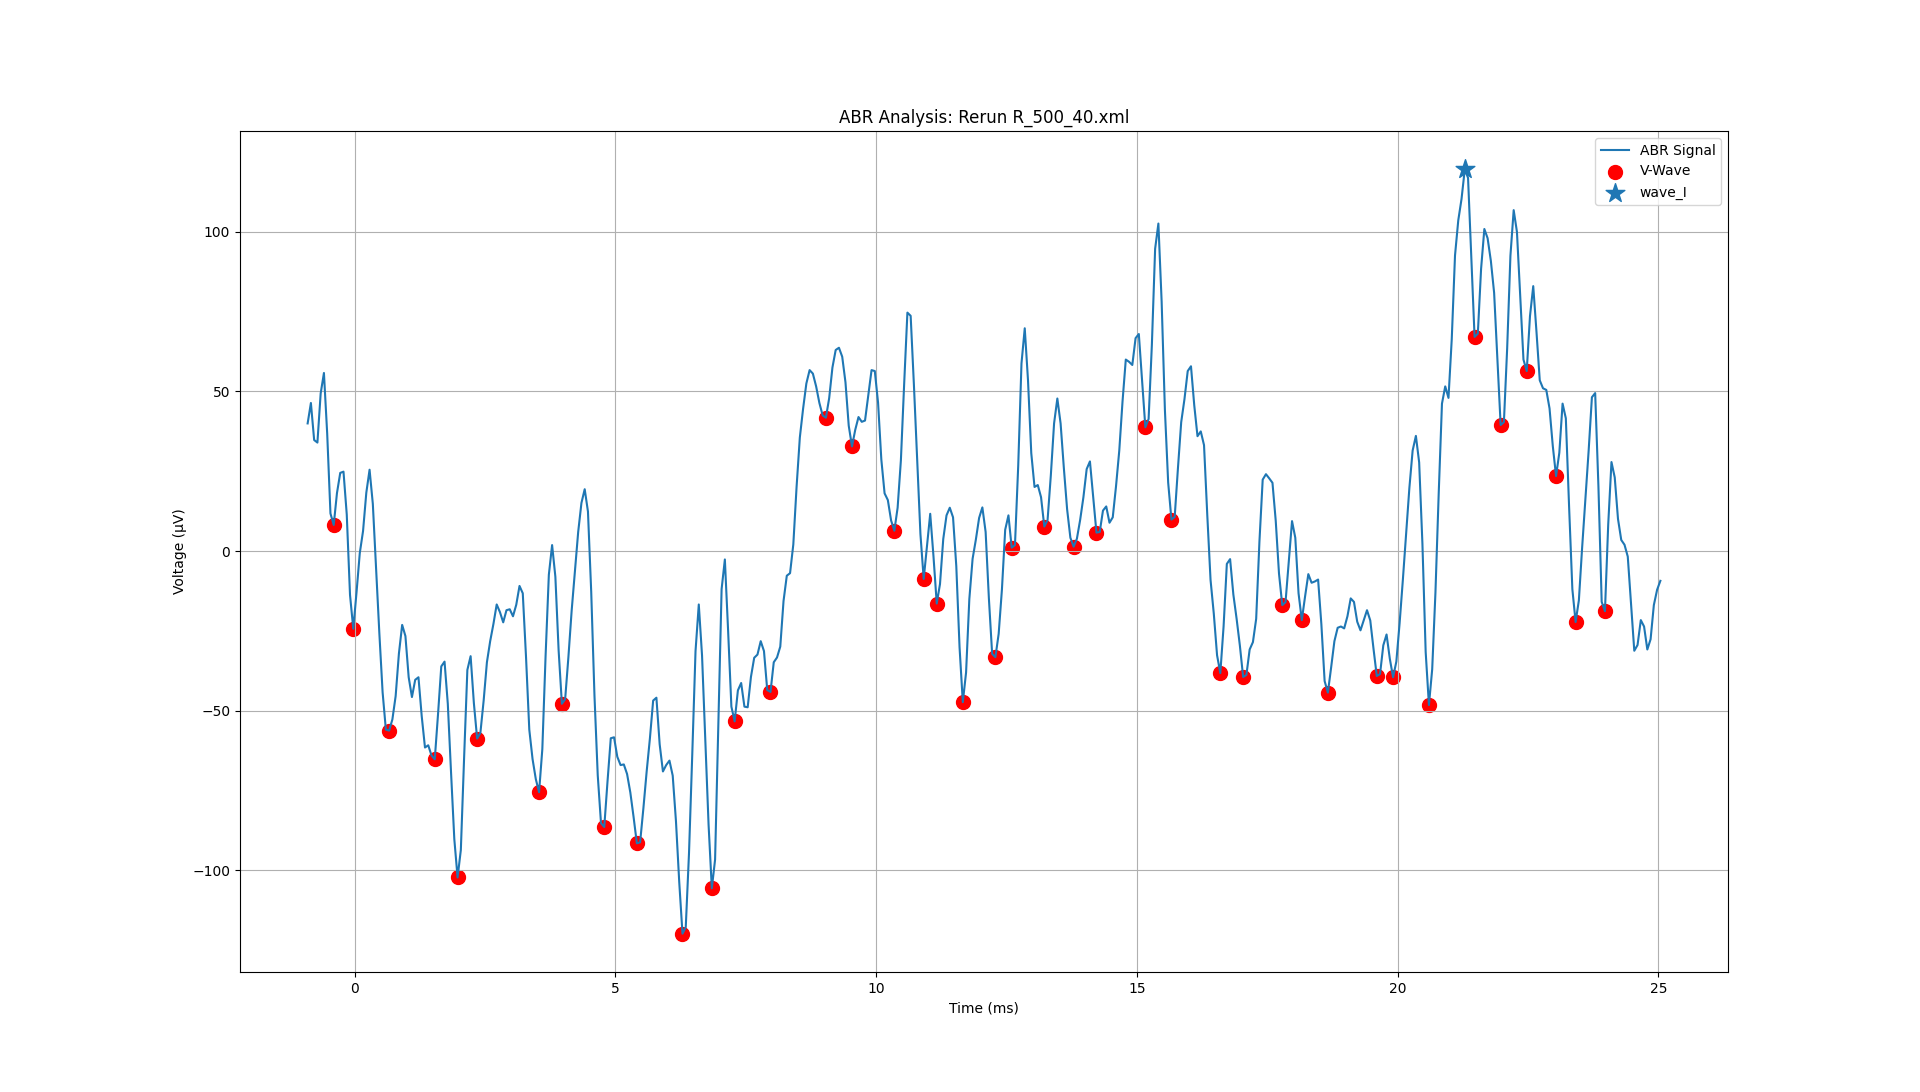 ABR Analysis: Rerun R_500_40.xml
ABR Signal
V-Wave
wave_I
Voltage (µV)
100
50
0
−50
−100
0 5 10 15 20 25
Time (ms)